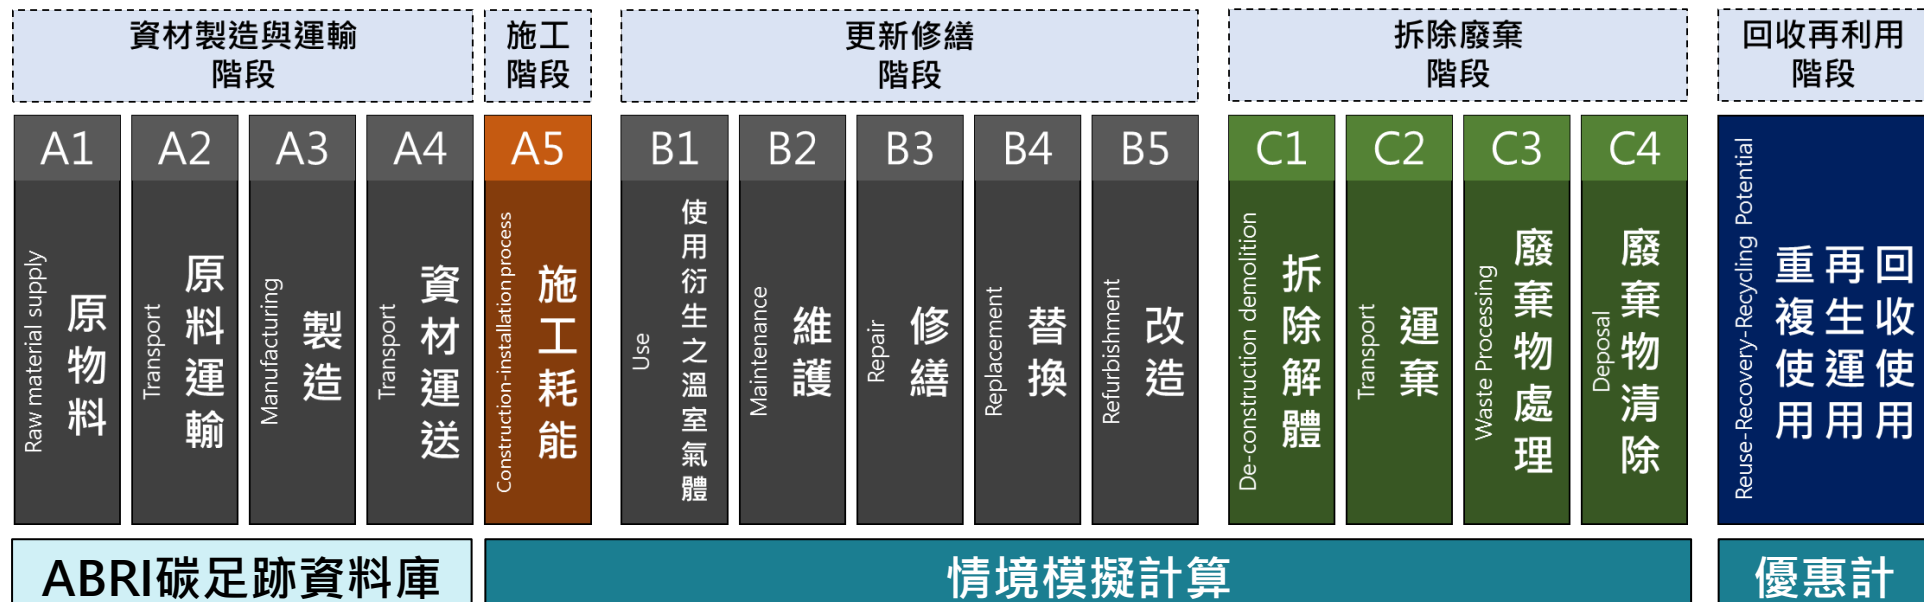 資材製造與運輸
階段
施工
階段
更新修繕
階段
拆除廢棄
階段
回收再利用
階段
A1
Raw material supply
原物料
A2
Transport
原料運輸
A3
Manufacturing
製造
A4
Transport
資材運送
A5
Construction-installation process
施工耗能
B1
Use
使用衍生之溫室氣體
B2
Maintenance
維護
B3
Repair
修繕
B4
Replacement
替換
B5
Refurbishment
改造
C1
De-construction demolition
拆除解體
C2
Transport
運棄
C3
Waste Processing
廢棄物處理
C4
Deposal
廢棄物清除
Reuse-Recovery-Recycling Potential
回收使用
再生運用
重複使用
ABRI碳足跡資料庫
情境模擬計算
優惠計